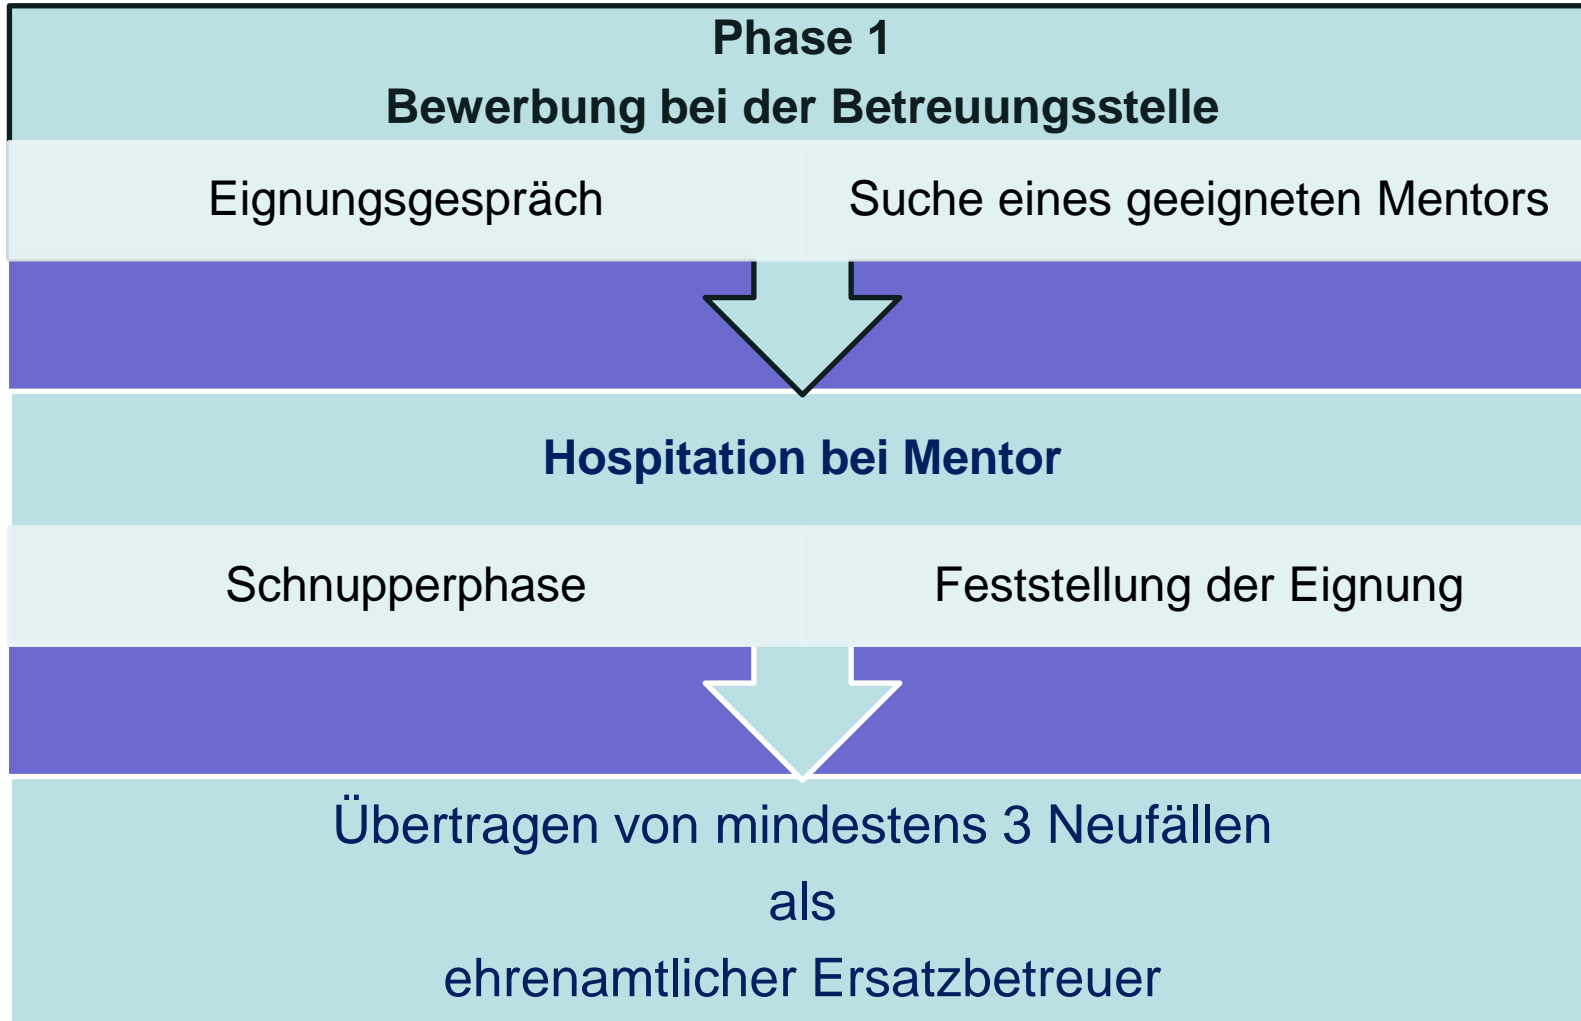 Phase 1
Bewerbung bei der Betreuungsstelle
Eignungsgespräch
Suche eines geeigneten Mentors
Hospitation bei Mentor
Schnupperphase
Feststellung der Eignung
Übertragen von mindestens 3 Neufällen
als
ehrenamtlicher Ersatzbetreuer